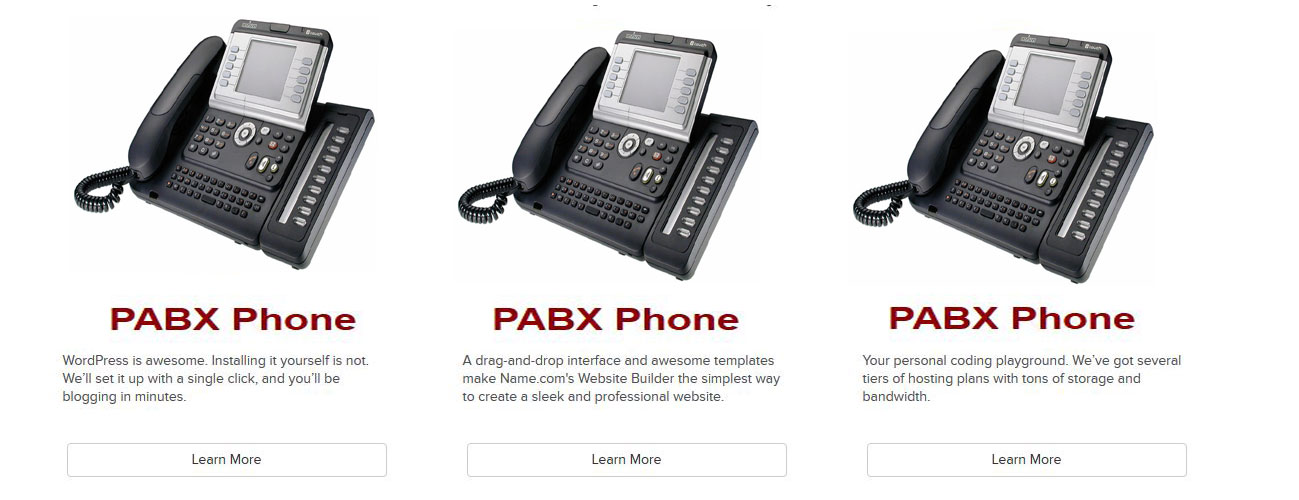 PABX Phone
WordPress is awesome. Installing it yourself is not.
We'll set it up with a single click, and you'll be
blogging in minutes.
Learn More
PABX Phone
A drag-and-drop interface and awesome templates
make Name.com's Website Builder the simplest way
to create a sleek and professional website.
Learn More
PABX Phone
Your personal coding playground. We've got several
tiers of hosting plans with tons of storage and
bandwidth.
Learn More